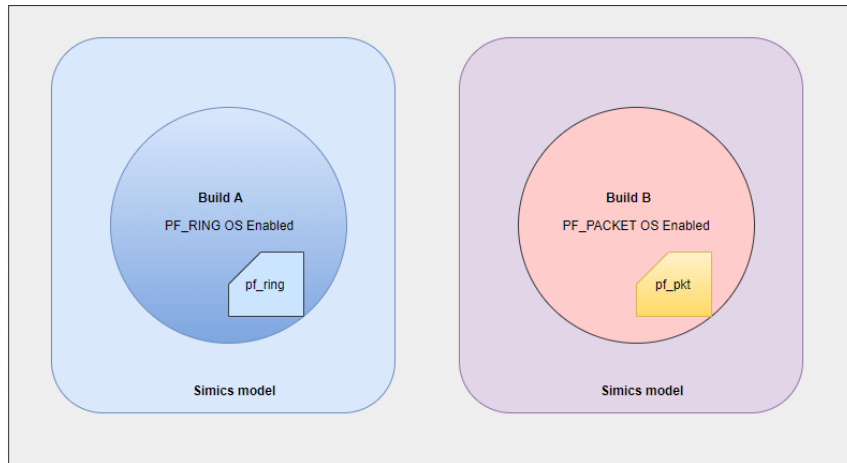 Build A
PF_RING OS Enabled
pf_ring
Simics model
Build B
PF_PACKET OS Enabled
pf_pkt
Simics model